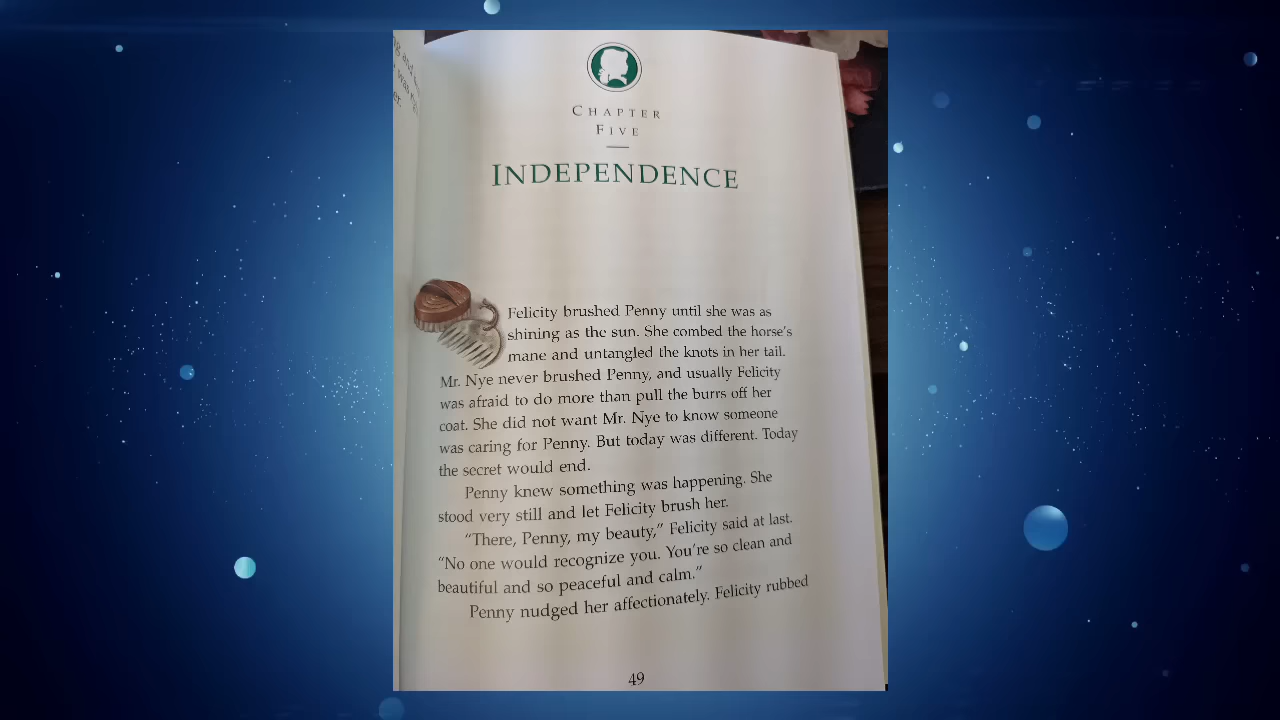 CHAPTER
FIVE
INDEPENDENCE
Felicity brushed Penny until she was as
shining as the sun. She combed the horse's
mane and untangled the knots in her tail.
Mr. Nye never brushed Penny, and usually Felicity
was afraid to do more than pull the burrs off her
coat. She did not want Mr. Nye to know someone
was caring for Penny. But today was different. Today
the secret would end.
Penny knew something was happening. She
stood very still and let Felicity brush her.
“There, Penny, my beauty,” Felicity said at last.
“No one would recognize you. You're so clean and
beautiful and so peaceful and calm.”
Penny nudged her affectionately. Felicity rubbed
49